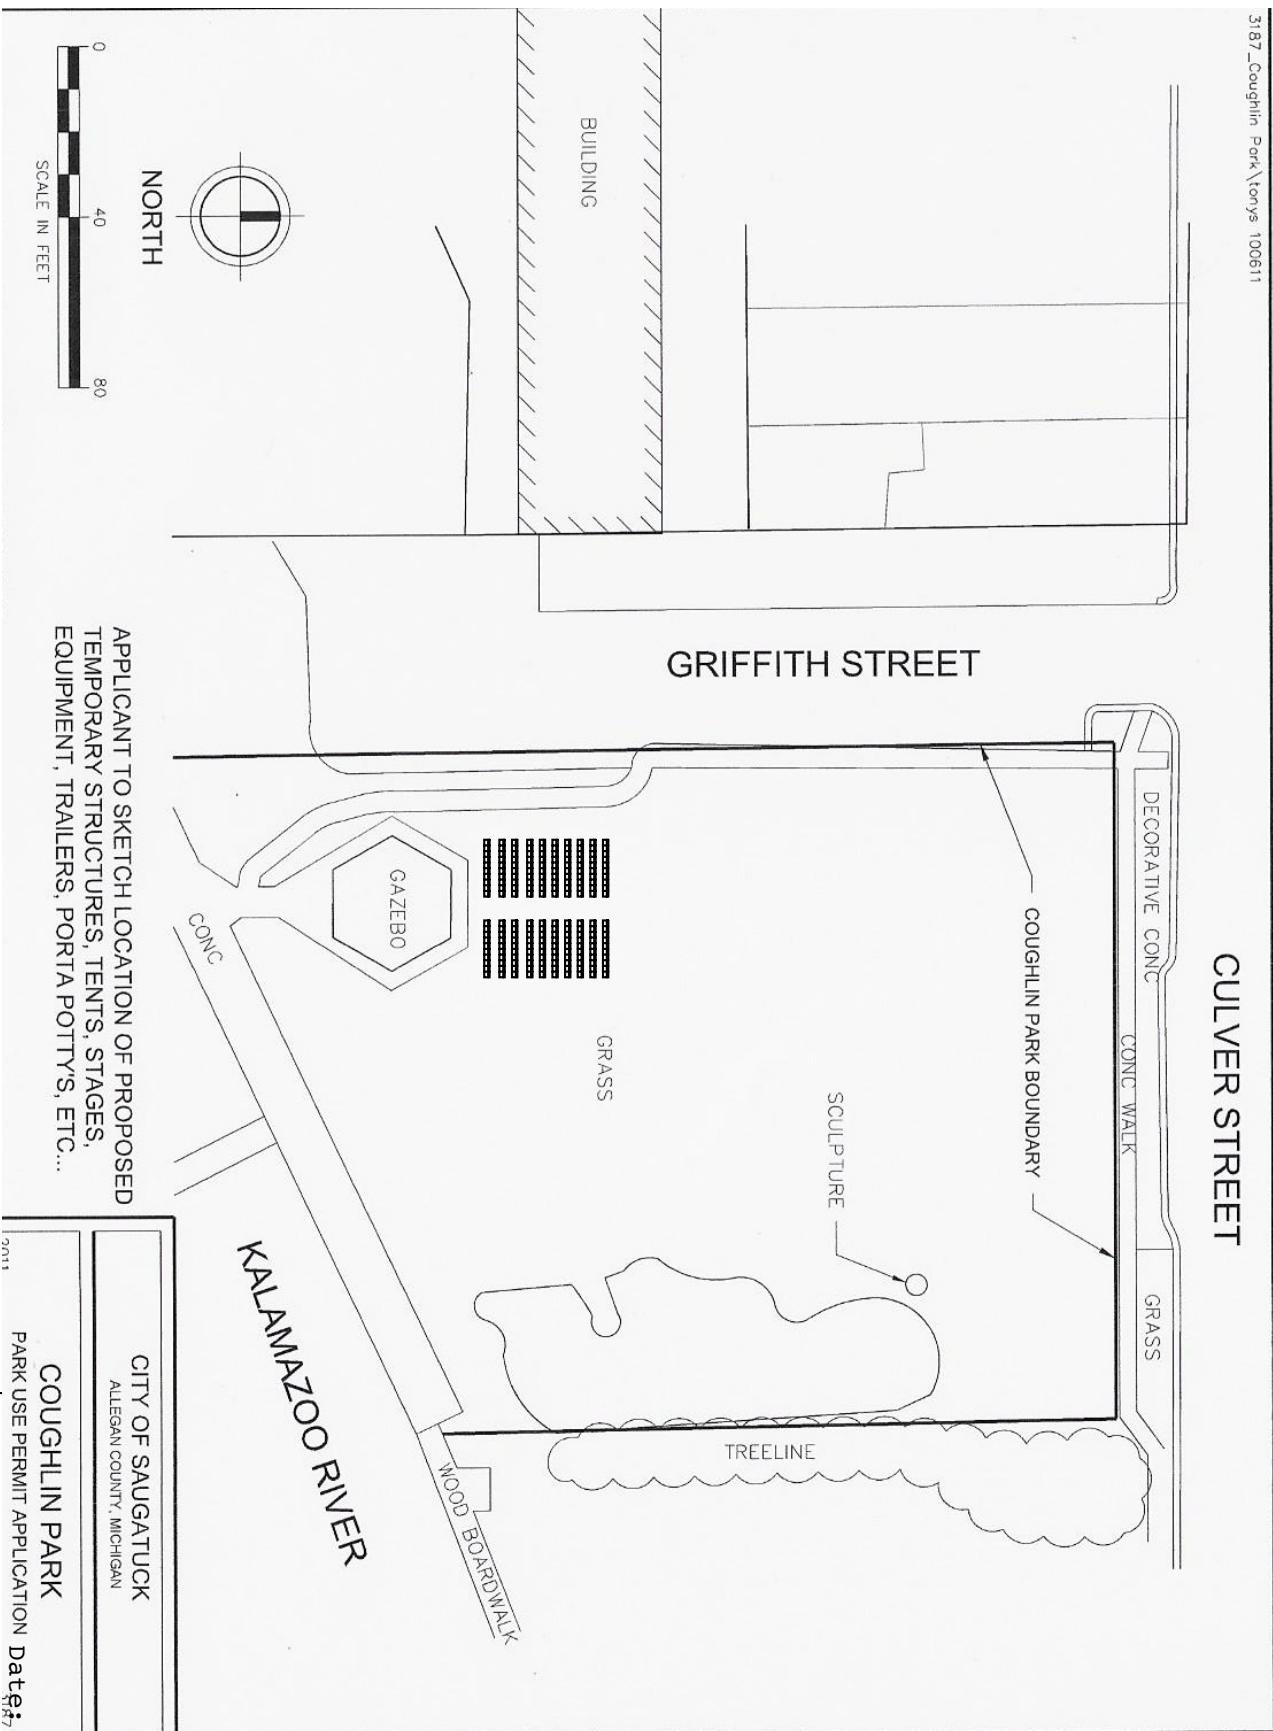 3187_Coughlin Park\tonys 100611
CULVER STREET
DECORATIVE CONC
CONC WALK
GRASS
COUGHLIN PARK BOUNDARY
SCULPTURE
TREELINE
GRIFFITH STREET
BUILDING
GRASS
GAZEBO
CONC
WOOD BOARDWALK
KALAMAZOO RIVER
NORTH
0
40
80
SCALE IN FEET
APPLICANT TO SKETCH LOCATION OF PROPOSED
TEMPORARY STRUCTURES, TENTS, STAGES,
EQUIPMENT, TRAILERS, PORTA POTTY'S, ETC...
CITY OF SAUGATUCK
ALLEGAN COUNTY, MICHIGAN
COUGHLIN PARK
PARK USE PERMIT APPLICATION
Date:
2011